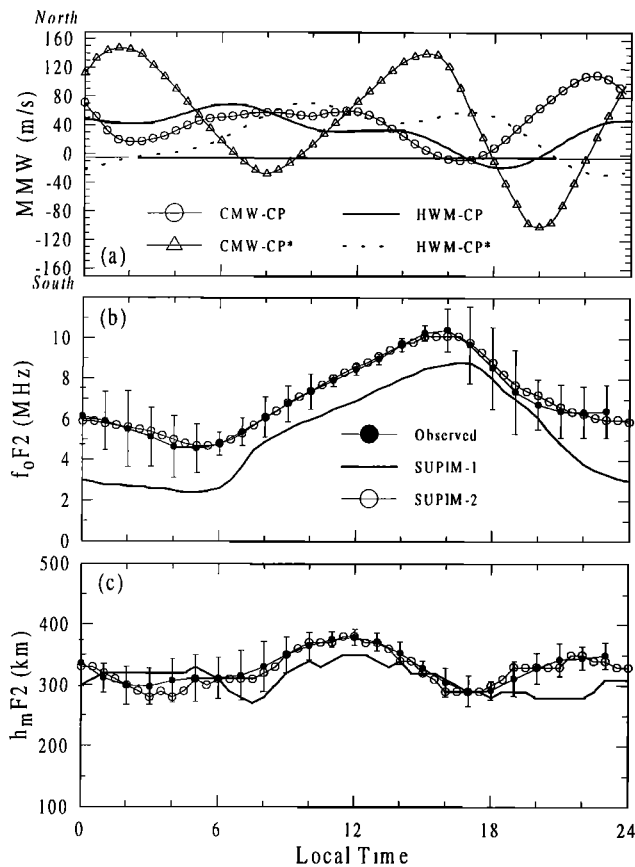 North
160
120
80
40
0
-40
-80
-120
-160
South
MMW (m/s)
(a)
CMW-CP
HWM-CP
CMW-CP*
HWM-CP*
(b)
10
8
6
4
2
0
foF2 (MHz)
Observed
SUPIM-1
SUPIM-2
(c)
500
400
300
200
100
hmF2 (km)
0 6 12 18 24
Local Time